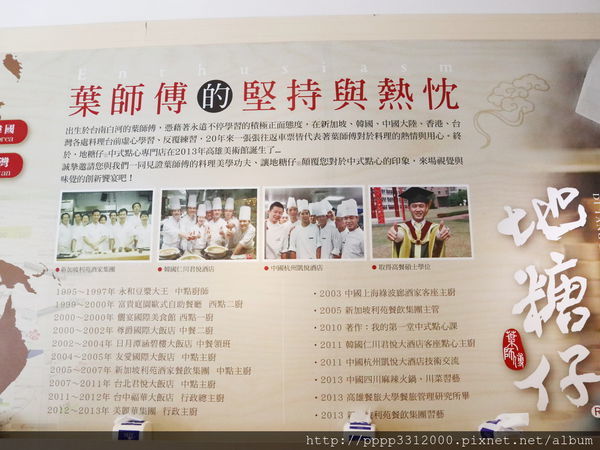 Enthusiasm
葉師傅的堅持與熱忱
出生於台南白河的葉師傅，憑藉著永遠不停學習的積極正面態度，在新加坡、韓國、中國大陸、香港、台
灣各處料理台前虛心學習，反覆練習，20年來一張張往返車票皆代表著葉師傅對於料理的熱情與用心。終
於，地糖仔®中式點心專門店在2013年高雄美術館誕生了...
誠摯邀請您與我們一同見證葉師傅的料理美學功夫，讓地糖仔®顛覆您對於中式點心的印象，來場視覺與
味覺的創新饗宴吧！
國
orea
灣
wan
●新加坡利苑酒家集團
●韓國仁川君悅酒店
●中國杭州凱悅酒店
●取得高餐碩士學位
1995~1997年 永和豆漿大王 中點廚師
1999~2000年 富貴庭園歐式自助餐廳 西點二廚
2000~2000年 儷宴國際美食館 西點一廚
2000~2002年 尊爵國際大飯店 中餐二廚
2002~2004年 日月潭涵碧樓大飯店 中餐領班
2004~2005年 友愛國際大飯店 中點主廚
2005~2007年 新加坡利苑酒家餐飲集團 中點主廚
2007~2011年 台北君悅大飯店 中點主廚
2011~2012年 台中福華大飯店 行政總主廚
2012~2013年 美麗華集團 行政主廚
• 2003 中國上海綠波廊酒家客座主廚
• 2005 新加坡利苑餐飲集團主管
• 2010 著作：我的第一堂中式點心課
• 2011 韓國仁川君悅大酒店客座點心主廚
• 2011 中國杭州凱悅大酒店技術交流
• 2013 中國四川麻辣火鍋、川菜習藝
• 2013 高雄餐旅大學餐旅管理研究所畢
• 2013 新加坡利苑餐飲集團習藝
地糖仔
葉師傅
http://pppp3312000.pixnet.net/album